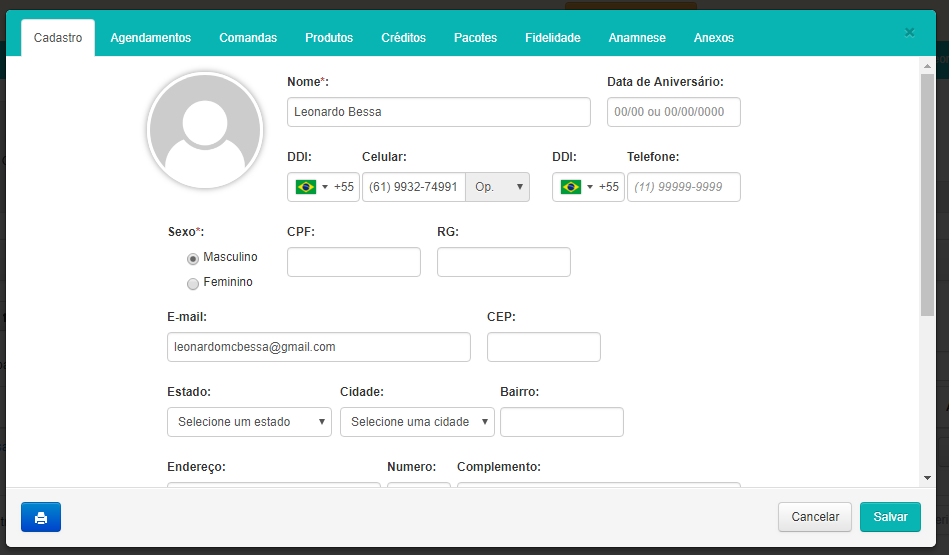 Cadastro Agendamentos Comandas Produtos Créditos Pacotes Fidelidade Anamnese Anexos ×
Nome*: Data de Aniversário:
Leonardo Bessa 00/00 ou 00/00/0000
DDI: Celular: DDI: Telefone:
+55 (61) 9932-74991 Op. +55 (11) 99999-9999
Sexo*: CPF: RG:
Masculino
Feminino
E-mail: CEP:
leonardomcbessa@gmail.com
Estado: Cidade: Bairro:
Selecione um estado Selecione uma cidade
Endereço: Numero: Complemento:
Cancelar Salvar